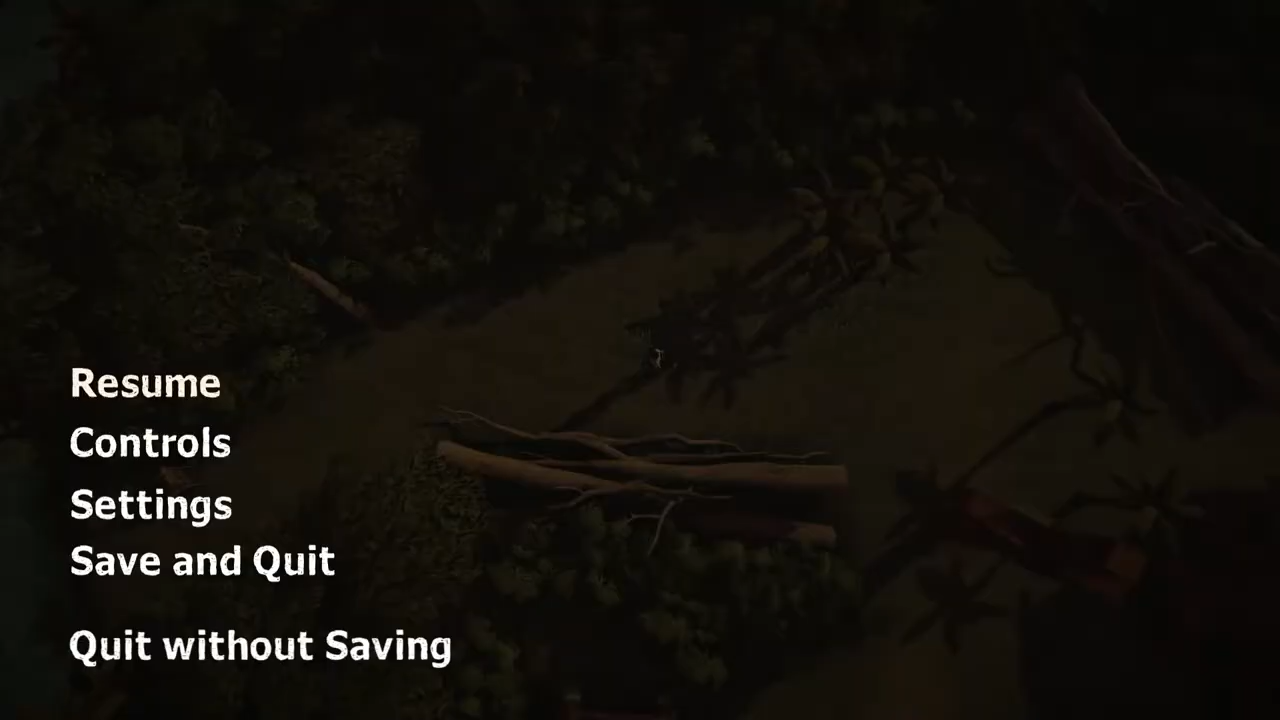 Resume
Controls
Settings
Save and Quit
Quit without Saving